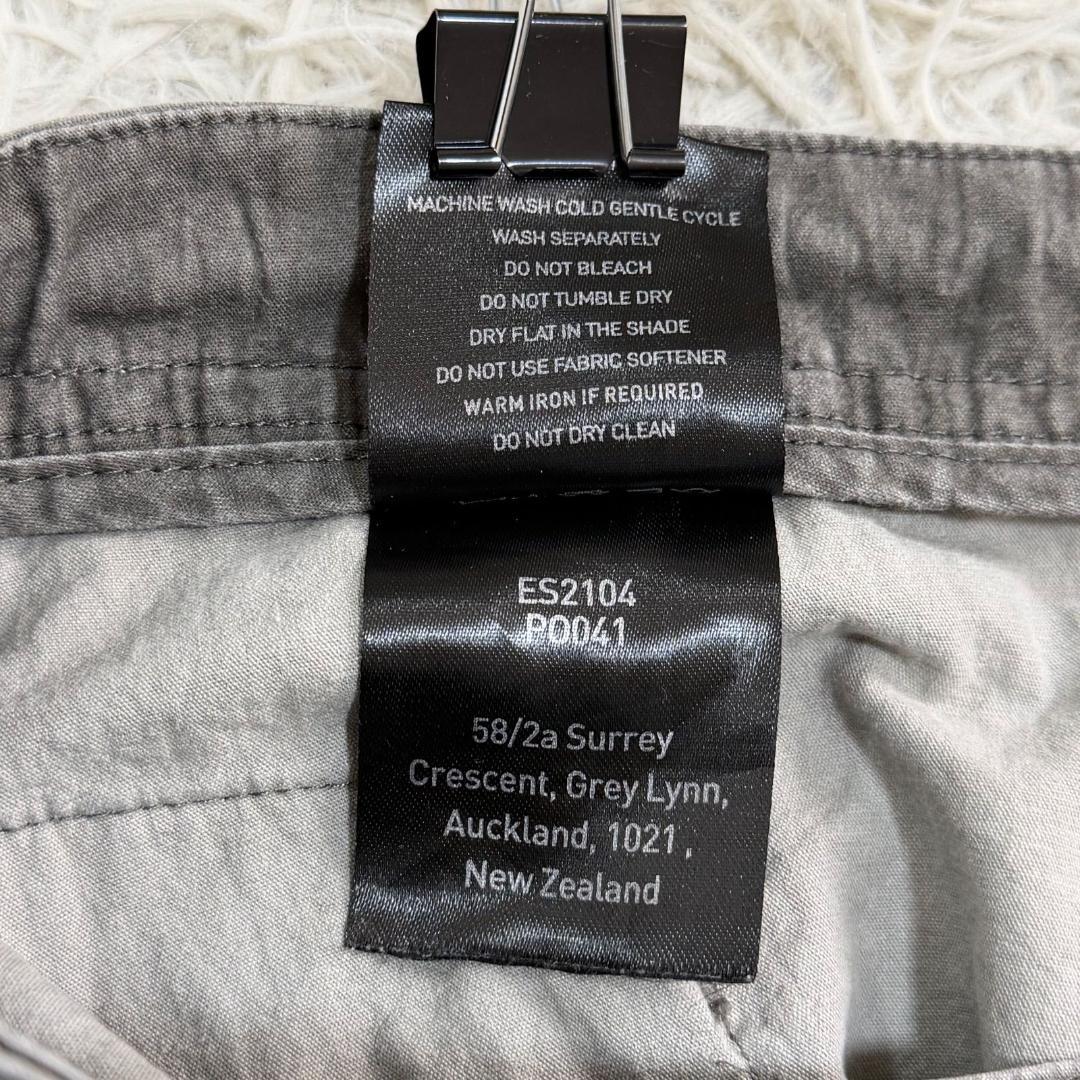 MACHINE WASH COLD GENTLE CYCLE
WASH SEPARATELY
DO NOT BLEACH
DO NOT TUMBLE DRY
DRY FLAT IN THE SHADE
DO NOT USE FABRIC SOFTENER
WARM IRON IF REQUIRED
DO NOT DRY CLEAN
ES2104
PO041
58/2a Surrey
Crescent, Grey Lynn,
Auckland, 1021 ,
New Zealand